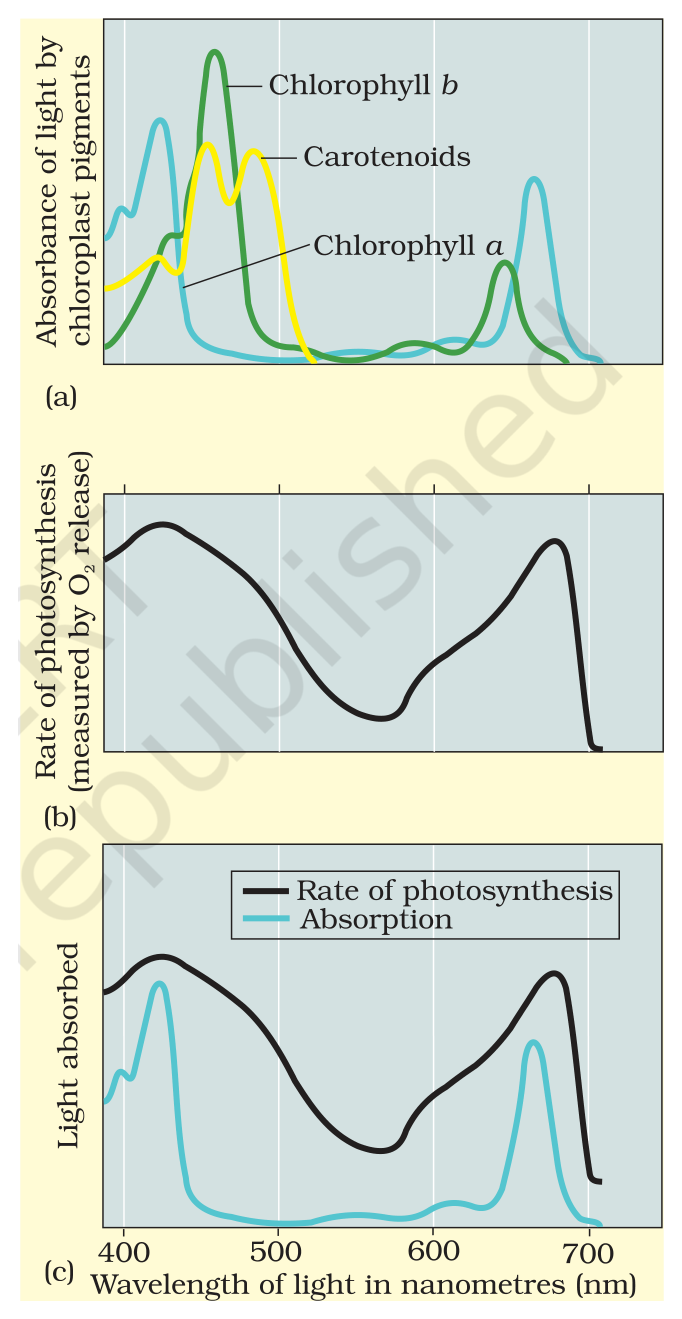 Absorbance of light by
chloroplast pigments
Chlorophyll b
Carotenoids
Chlorophyll a
(a)
Rate of photosynthesis
(measured by O₂ release)
(b)
Rate of photosynthesis
Absorption
Light absorbed
400 500 600 700
(c) Wavelength of light in nanometres (nm)
republished